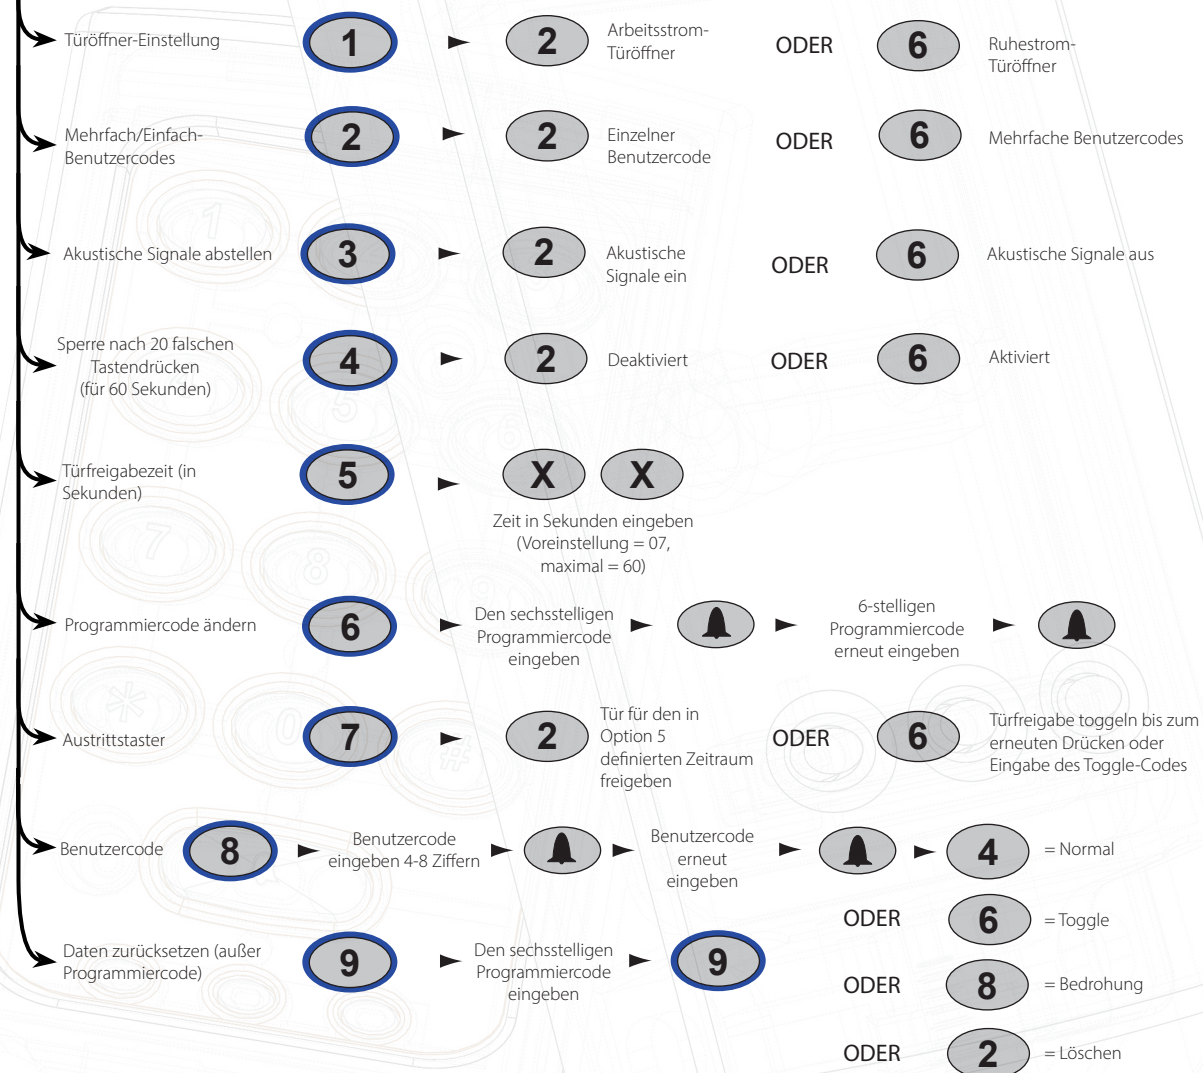 Türöffner-Einstellung
1
2
Arbeitsstrom-
Türöffner
ODER
6
Ruhestrom-
Türöffner
Mehrfach/Einfach-
Benutzercodes
2
2
Einzelner
Benutzercode
ODER
6
Mehrfache Benutzercodes
Akustische Signale abstellen
3
2
Akustische
Signale ein
ODER
6
Akustische Signale aus
Sperre nach 20 falschen
Tastendrücken
(für 60 Sekunden)
4
2
Deaktiviert
ODER
6
Aktiviert
Türfreigabezeit (in
Sekunden)
5
X
X
Zeit in Sekunden eingeben
(Voreinstellung = 07,
maximal = 60)
Programmiercode ändern
6
Den sechsstelligen
Programmiercode
eingeben
6-stelligen
Programmiercode
erneut eingeben
Austrittstaster
7
2
Tür für den in
Option 5
definierten Zeitraum
freigeben
ODER
6
Türfreigabe toggeln bis zum
erneuten Drücken oder
Eingabe des Toggle-Codes
Benutzercode
8
Benutzercode
eingeben 4-8 Ziffern
Benutzercode
erneut
eingeben
4
= Normal
ODER
6
= Toggle
ODER
8
= Bedrohung
ODER
2
= Löschen
Daten zurücksetzen (außer
Programmiercode)
9
Den sechsstelligen
Programmiercode
eingeben
9
1
5
7
8
*
0
#